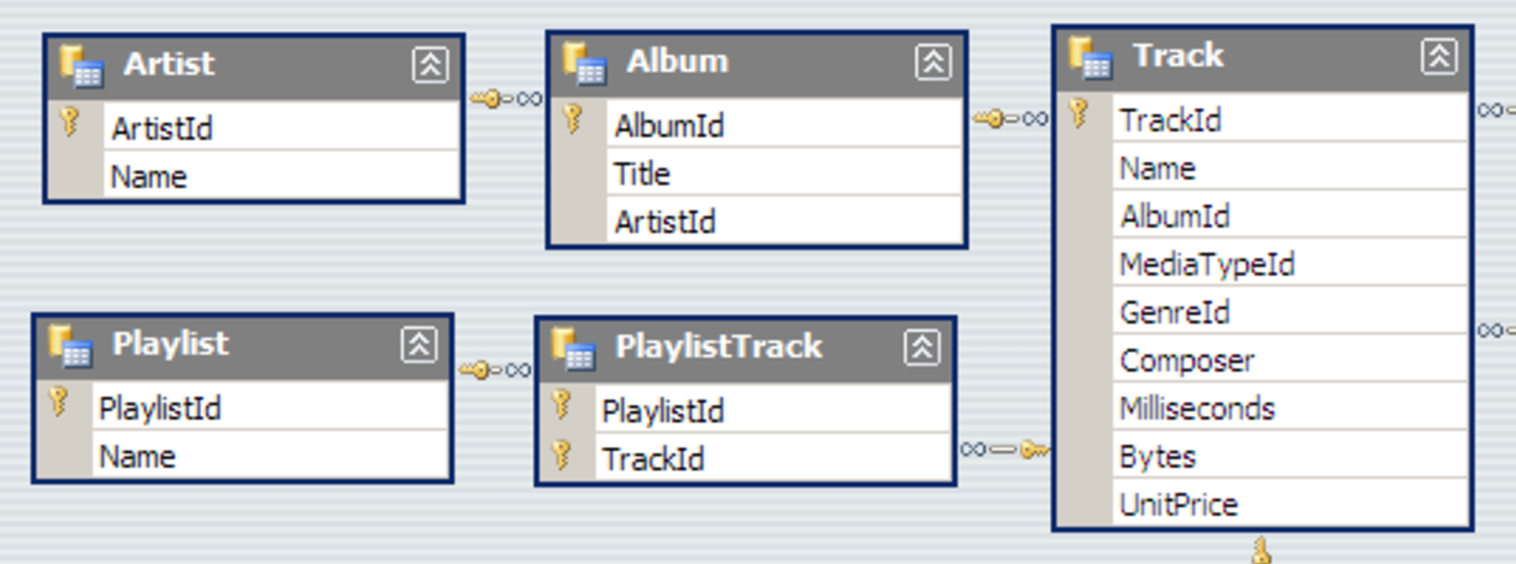 Artist
ArtistId
Name
Album
AlbumId
Title
ArtistId
Track
TrackId
Name
AlbumId
MediaTypeId
GenreId
Composer
Milliseconds
Bytes
UnitPrice
Playlist
PlaylistId
Name
PlaylistTrack
PlaylistId
TrackId